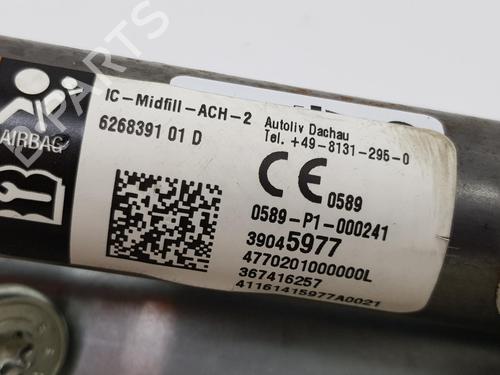 AIRBAG
IC-Midfill-ACH-2
6268391 01 D
Autoliv Dachau
Tel. +49-8131-295-0
CE 0589
0589-P1-000241
39045977
4770201000000L
367416257
41161415977A0021